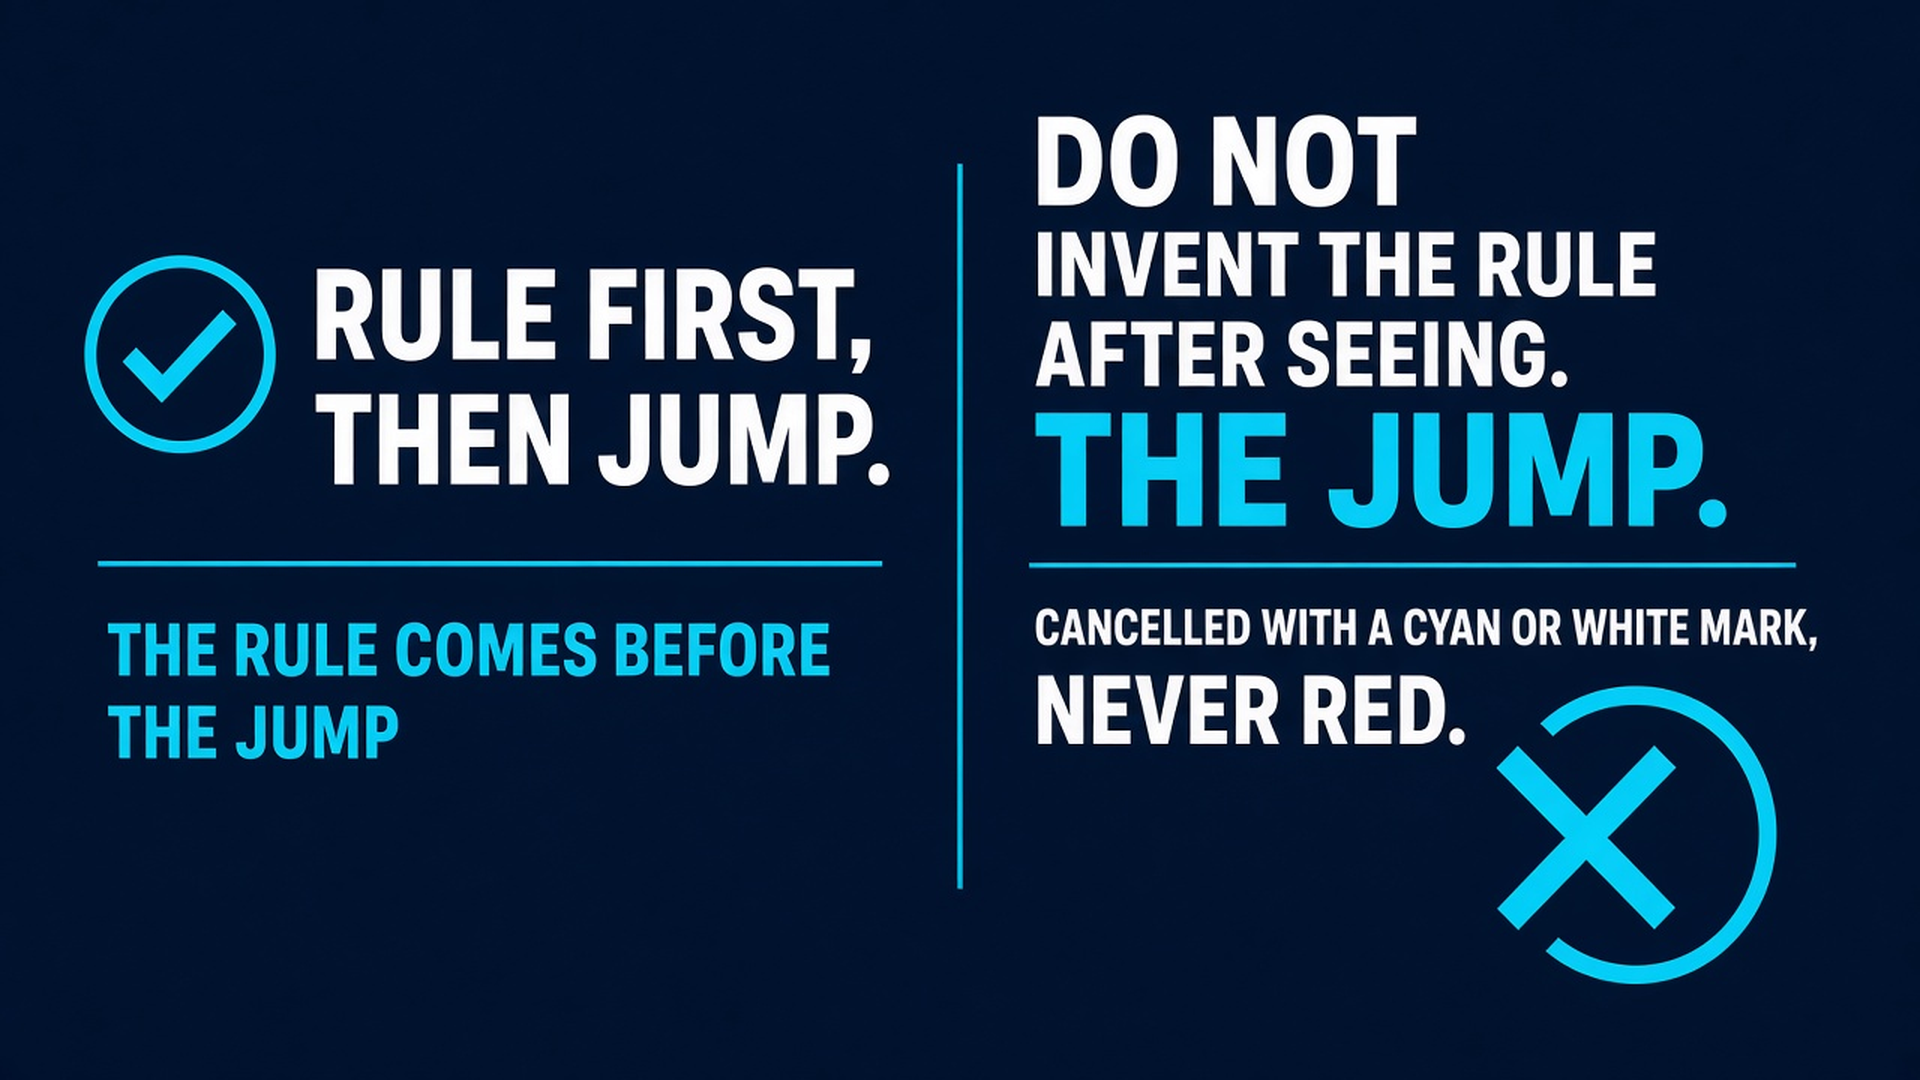 RULE FIRST,
THEN JUMP.
THE RULE COMES BEFORE
THE JUMP
DO NOT
INVENT THE RULE
AFTER SEEING.
THE JUMP.
CANCELLED WITH A CYAN OR WHITE MARK,
NEVER RED.